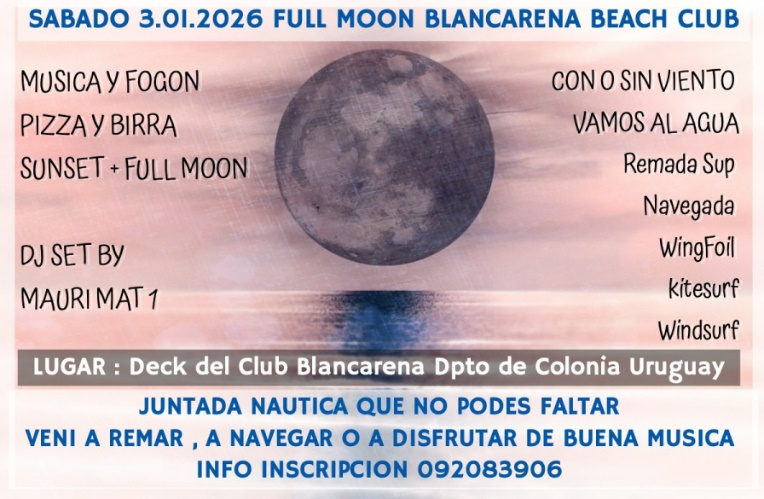 SABADO 3.01.2026 FULL MOON BLANCARENA BEACH CLUB
MUSICA Y FOGON
PIZZA Y BIRRA
SUNSET + FULL MOON
DJ SET BY
MAURI MAT 1
CON O SIN VIENTO
VAMOS AL AGUA
Remada Sup
Navegada
WingFoil
kitesurf
Windsurf
LUGAR : Deck del Club Blancarena Dpto de Colonia Uruguay
JUNTADA NAUTICA QUE NO PODES FALTAR
VENI A REMAR , A NAVEGAR O A DISFRUTAR DE BUENA MUSICA
INFO INSCRIPCION 092083906